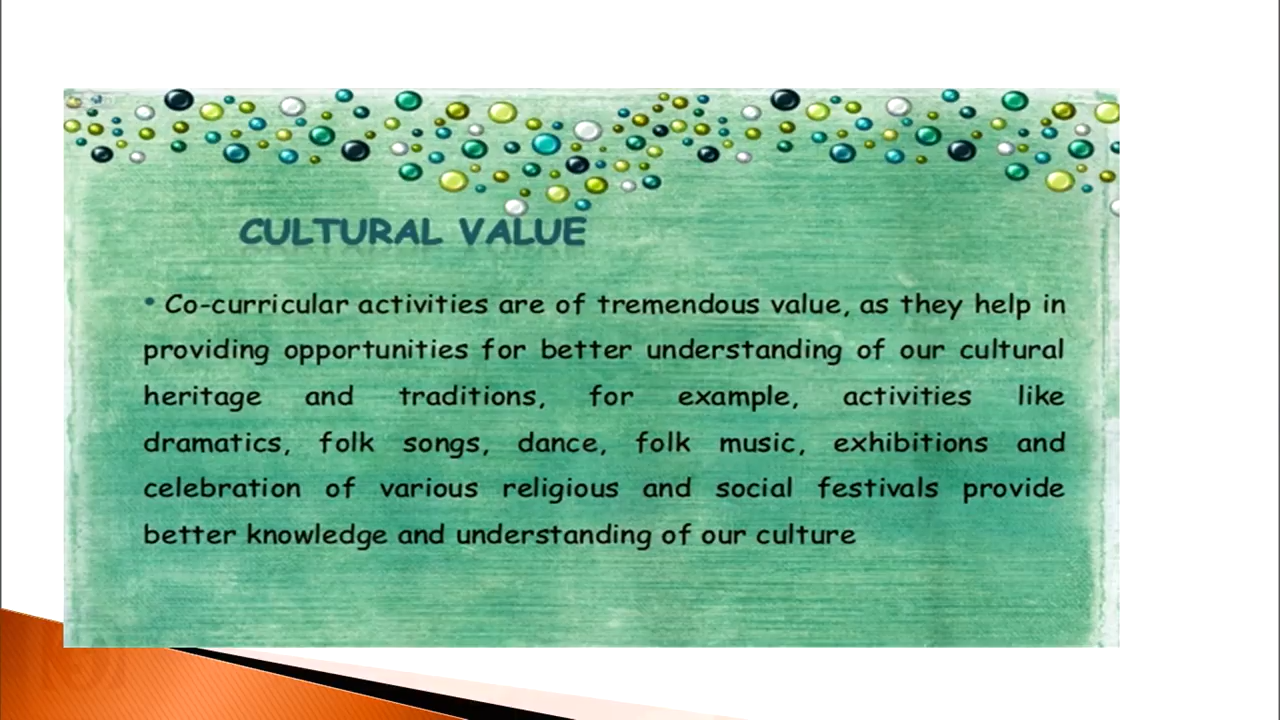 CULTURAL VALUE
• Co-curricular activities are of tremendous value, as they help in
providing opportunities for better understanding of our cultural
heritage and traditions, for example, activities like
dramatics, folk songs, dance, folk music, exhibitions and
celebration of various religious and social festivals provide
better knowledge and understanding of our culture